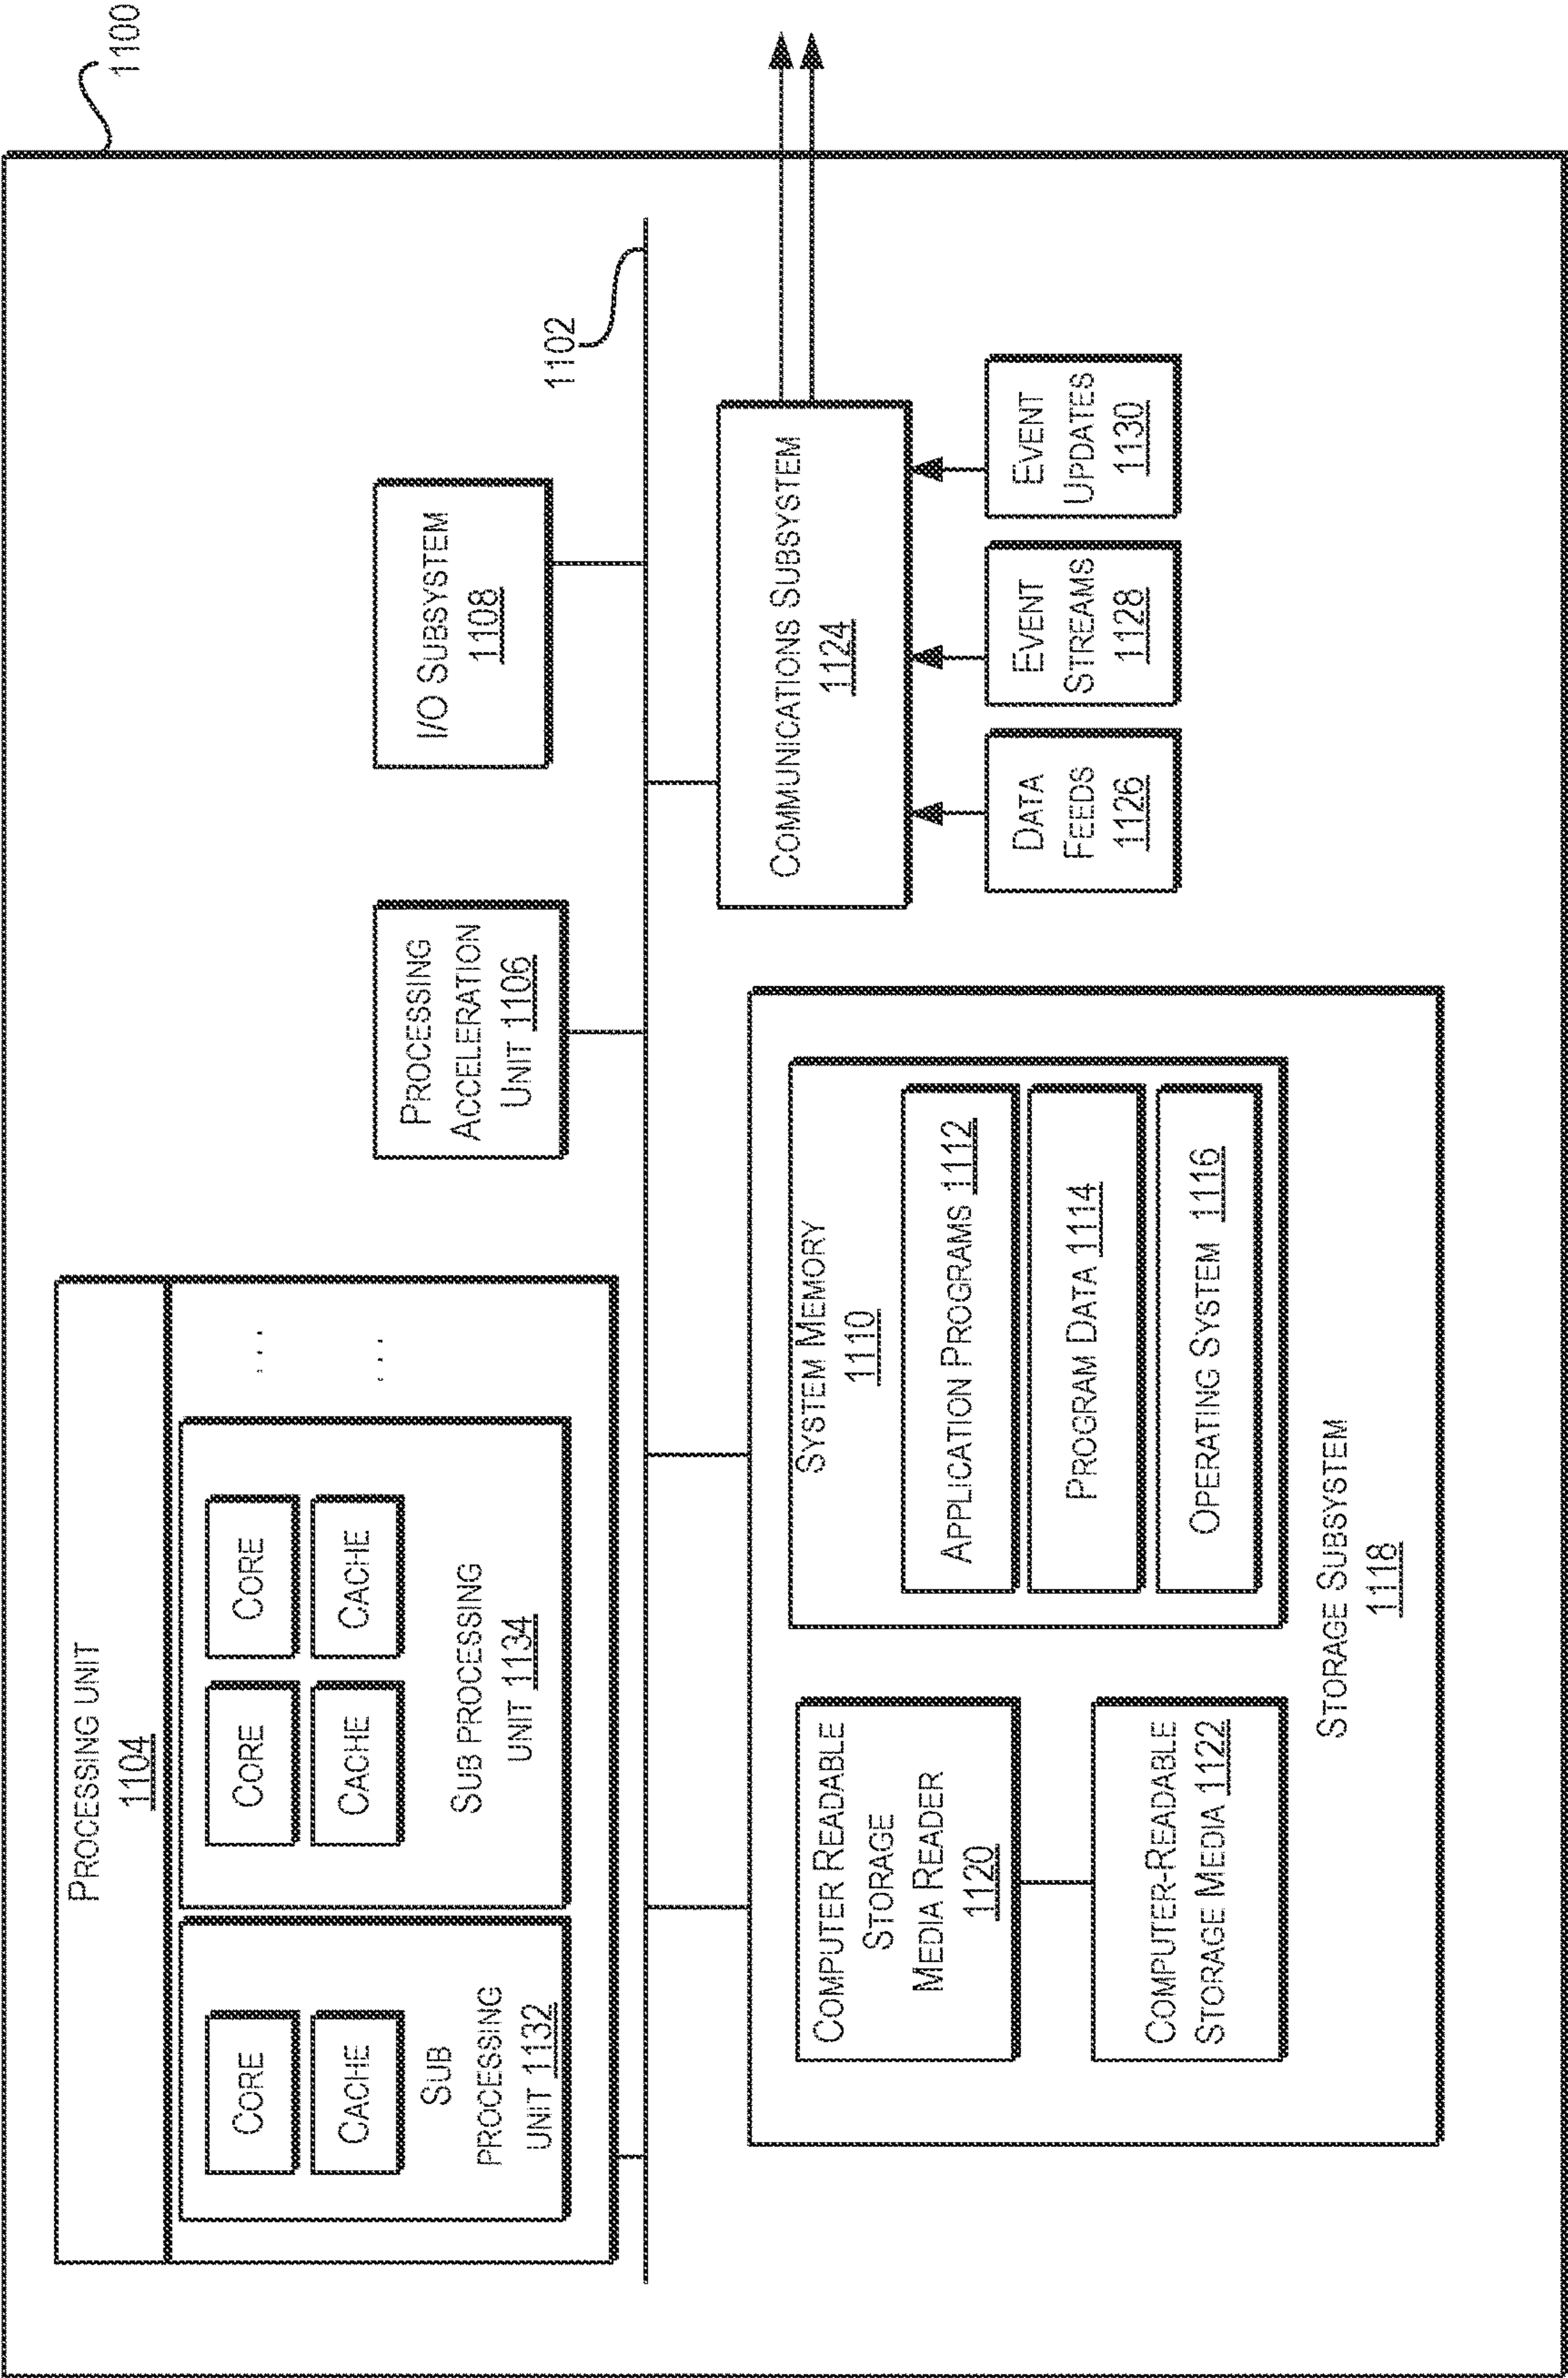 1100
PROCESSING UNIT
1104
CORE
CACHE
SUB
PROCESSING
UNIT 1132
CORE
CORE
CACHE
CACHE
SUB PROCESSING
UNIT 1134
. . .
. . .
PROCESSING
ACCELERATION
UNIT 1106
I/O SUBSYSTEM
1108
1102
COMPUTER READABLE
STORAGE
MEDIA READER
1120
COMPUTER-READABLE
STORAGE MEDIA 1122
SYSTEM MEMORY
1110
APPLICATION PROGRAMS 1112
PROGRAM DATA 1114
OPERATING SYSTEM 1116
STORAGE SUBSYSTEM
1118
COMMUNICATIONS SUBSYSTEM
1124
DATA
FEEDS
1126
EVENT
STREAMS
1128
EVENT
UPDATES
1130